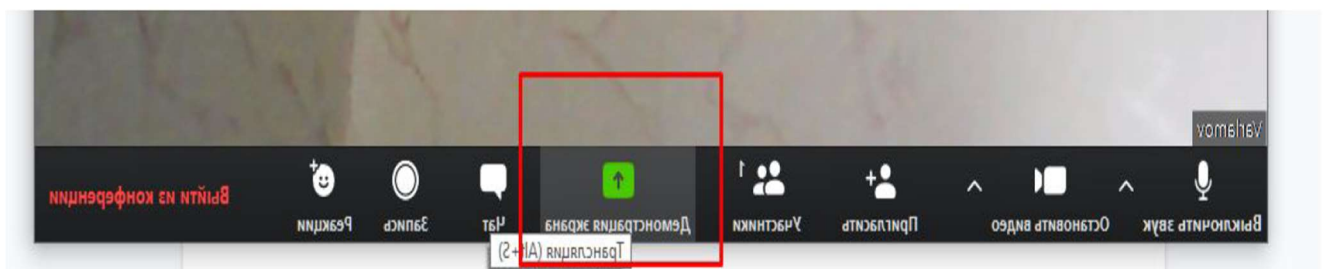 Varlamov
Выключить звук
Остановить видео
Пригласить
Участники 1
Демонстрация экрана
Чат
Запись
Реакции
Выйти из конференции
Трансляция (Alt+S)